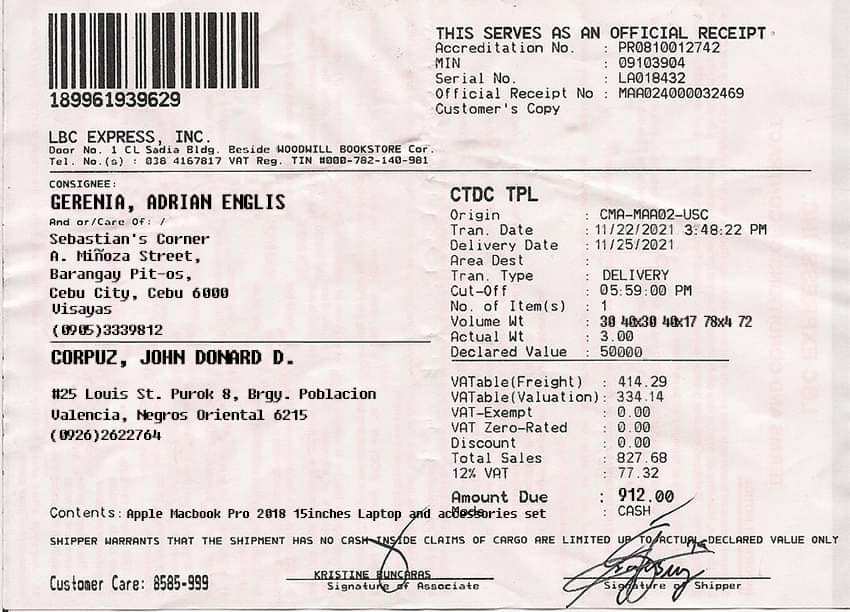 189961939629
THIS SERVES AS AN OFFICIAL RECEIPT
Accreditation No. : PR0810012742
MIN : 09103904
Serial No. : LA018432
Official Receipt No : MAA024000032469
Customer's Copy
LBC EXPRESS, INC.
Door No. 1 CL Sadia Bldg. Beside WOODWILL BOOKSTORE Cor.
Tel. No.(s) : 038 4167817 VAT Reg. TIN #000-782-140-981
CONSIGNEE:
GERENIA, ADRIAN ENGLIS
And or/Care Of: /
Sebastian's Corner
A. Miñoza Street,
Barangay Pit-os,
Cebu City, Cebu 6000
Visayas
(0905)3339812
CORPUZ, JOHN DONARD D.
#25 Louis St. Purok 8, Brgy. Poblacion
Valencia, Negros Oriental 6215
(0926)2622764
CTDC TPL
Origin : CMA-MAA02-USC
Tran. Date : 11/22/2021 3:48:22 PM
Delivery Date : 11/25/2021
Area Dest :
Tran. Type : DELIVERY
Cut-Off : 05:59:00 PM
No. of Item(s) : 1
Volume Wt : 30 40x30 40x17 78x4 72
Actual Wt : 3.00
Declared Value : 50000
VATable(Freight) : 414.29
VATable(Valuation): 334.14
VAT-Exempt : 0.00
VAT Zero-Rated : 0.00
Discount : 0.00
Total Sales : 827.68
12% VAT : 77.32
Amount Due : 912.00
Mode : CASH
Contents: Apple Macbook Pro 2018 15inches Laptop and accessories set
SHIPPER WARRANTS THAT THE SHIPMENT HAS NO CASH INSIDE CLAIMS OF CARGO ARE LIMITED UP TO ACTUAL DECLARED VALUE ONLY
Customer Care: 8585-999
KRISTINE RUNCARAS
Signature of Associate
Signature of Shipper